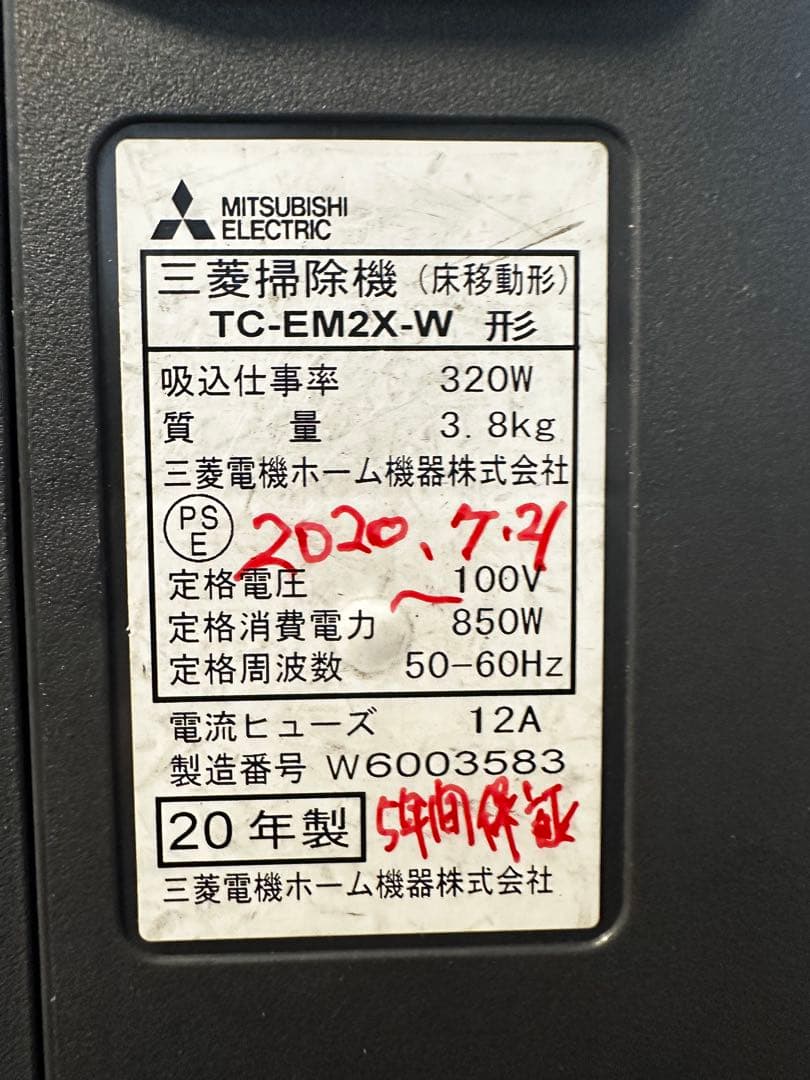 MITSUBISHI
ELECTRIC
三菱掃除機（床移動形）
TC-EM2X-W 形
吸込仕事率 320W
質量 3.8kg
三菱電機ホーム機器株式会社
PS
E
2020.7.21～
定格電圧 100V
定格消費電力 850W
定格周波数 50-60Hz
電流ヒューズ 12A
製造番号 W6003583
20年製 5年間保証
三菱電機ホーム機器株式会社